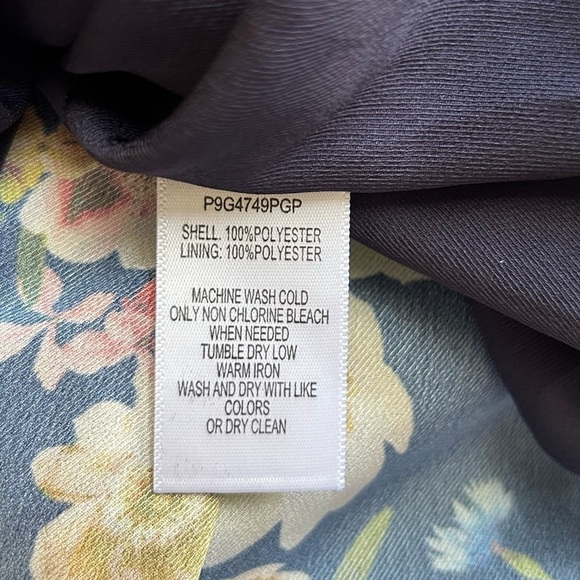 P9G4749PGP
SHELL. 100%POLYESTER
LINING: 100%POLYESTER
MACHINE WASH COLD
ONLY NON CHLORINE BLEACH
WHEN NEEDED
TUMBLE DRY LOW
WARM IRON
WASH AND DRY WITH LIKE
COLORS
OR DRY CLEAN